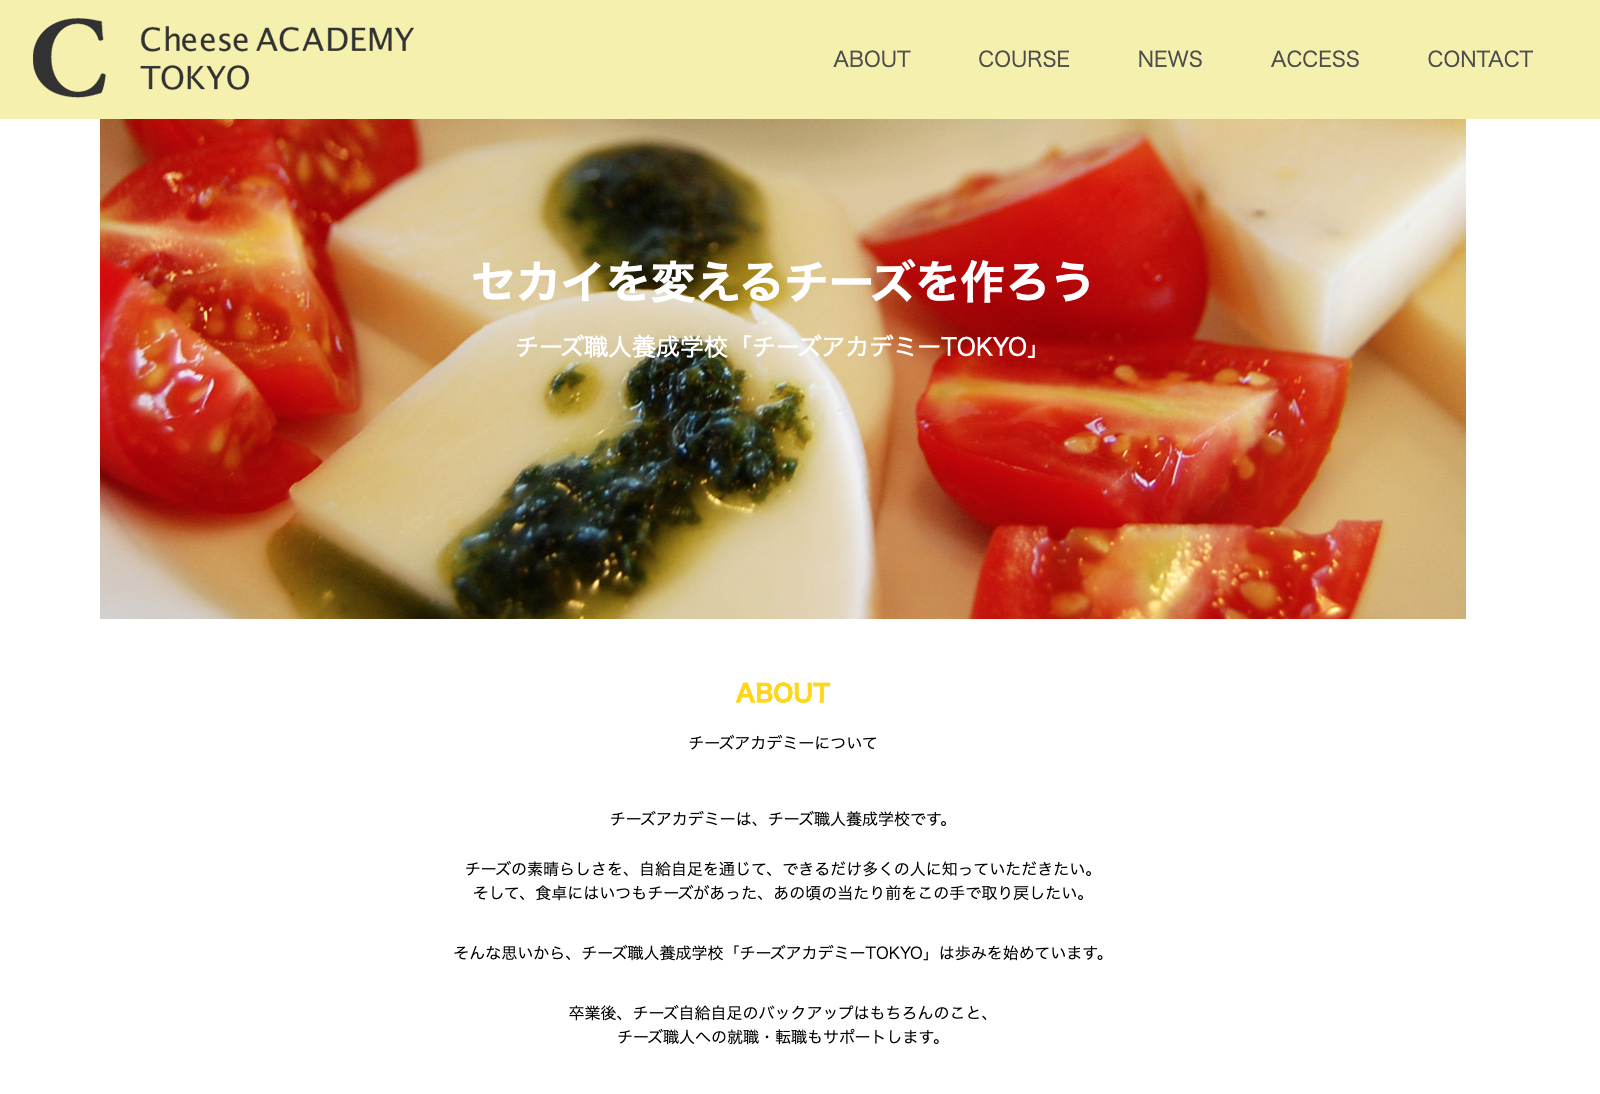 C
Cheese ACADEMY
TOKYO
ABOUT COURSE NEWS ACCESS CONTACT
セカイを変えるチーズを作ろう
チーズ職人養成学校「チーズアカデミーTOKYO」
ABOUT
チーズアカデミーについて
チーズアカデミーは、チーズ職人養成学校です。
チーズの素晴らしさを、自給自足を通じて、できるだけ多くの人に知っていただきたい。
そして、食卓にはいつもチーズがあった、あの頃の当たり前をこの手で取り戻したい。
そんな思いから、チーズ職人養成学校「チーズアカデミーTOKYO」は歩みを始めています。
卒業後、チーズ自給自足のバックアップはもちろんのこと、
チーズ職人への就職・転職もサポートします。